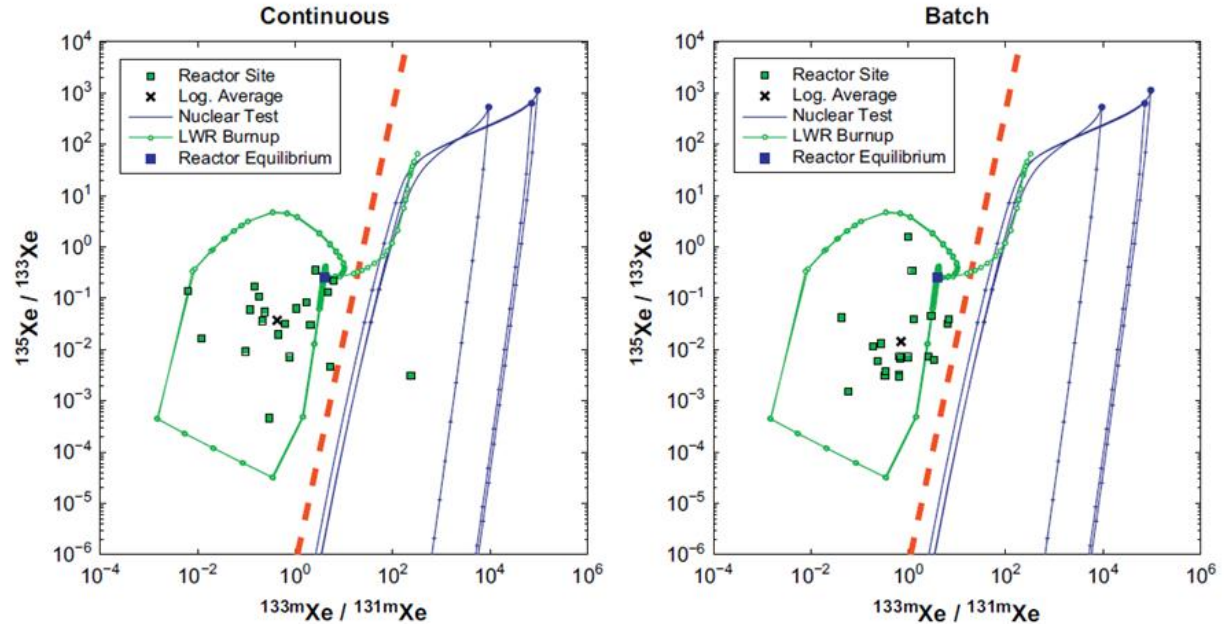 Continuous
10⁴
10³
10²
10¹
10⁰
10⁻¹
10⁻²
10⁻³
10⁻⁴
10⁻⁵
10⁻⁶
¹³⁵Xe / ¹³³Xe
Reactor Site
Log. Average
Nuclear Test
LWR Burnup
Reactor Equilibrium
10⁻⁴ 10⁻² 10⁰ 10² 10⁴ 10⁶
¹³³ᵐXe / ¹³¹ᵐXe
Batch
10⁴
10³
10²
10¹
10⁰
10⁻¹
10⁻²
10⁻³
10⁻⁴
10⁻⁵
10⁻⁶
¹³⁵Xe / ¹³³Xe
Reactor Site
Log. Average
Nuclear Test
LWR Burnup
Reactor Equilibrium
10⁻⁴ 10⁻² 10⁰ 10² 10⁴ 10⁶
¹³³ᵐXe / ¹³¹ᵐXe